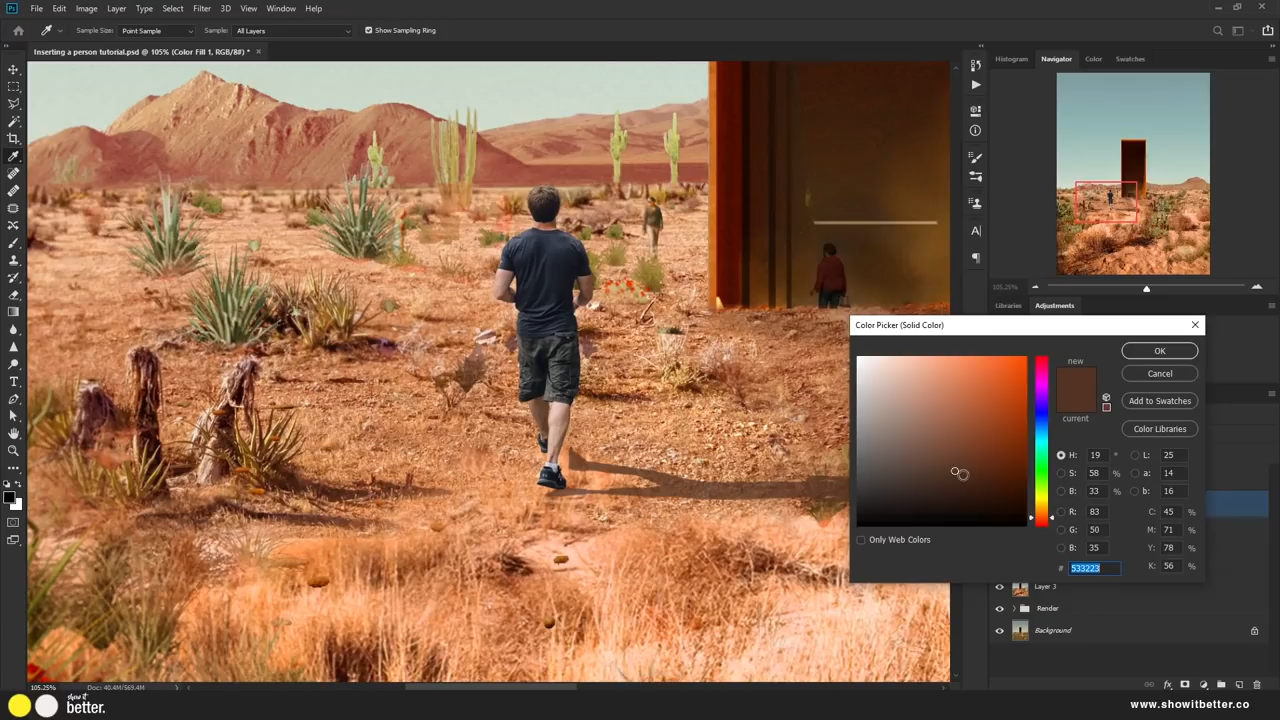 Ps File Edit Image Layer Type Select Filter 3D View Window Help
Sample Size: Point Sample Sample: All Layers Show Sampling Ring
Inserting a person tutorial.psd @ 105% (Color Fill 1, RGB/8#) *
Histogram Navigator Color Swatches
105.25%
Libraries Adjustments
Color Picker (Solid Color)
new
current
OK
Cancel
Add to Swatches
Color Libraries
H: 19 ° L: 25
S: 58 % a: 14
B: 33 % b: 16
R: 83 C: 45 %
G: 50 M: 71 %
B: 35 Y: 78 %
# 533223 K: 56 %
Only Web Colors
Layer 3
Render
Background
105.25% Doc: 40.4M/569.4M
show it
better.
www.showitbetter.co